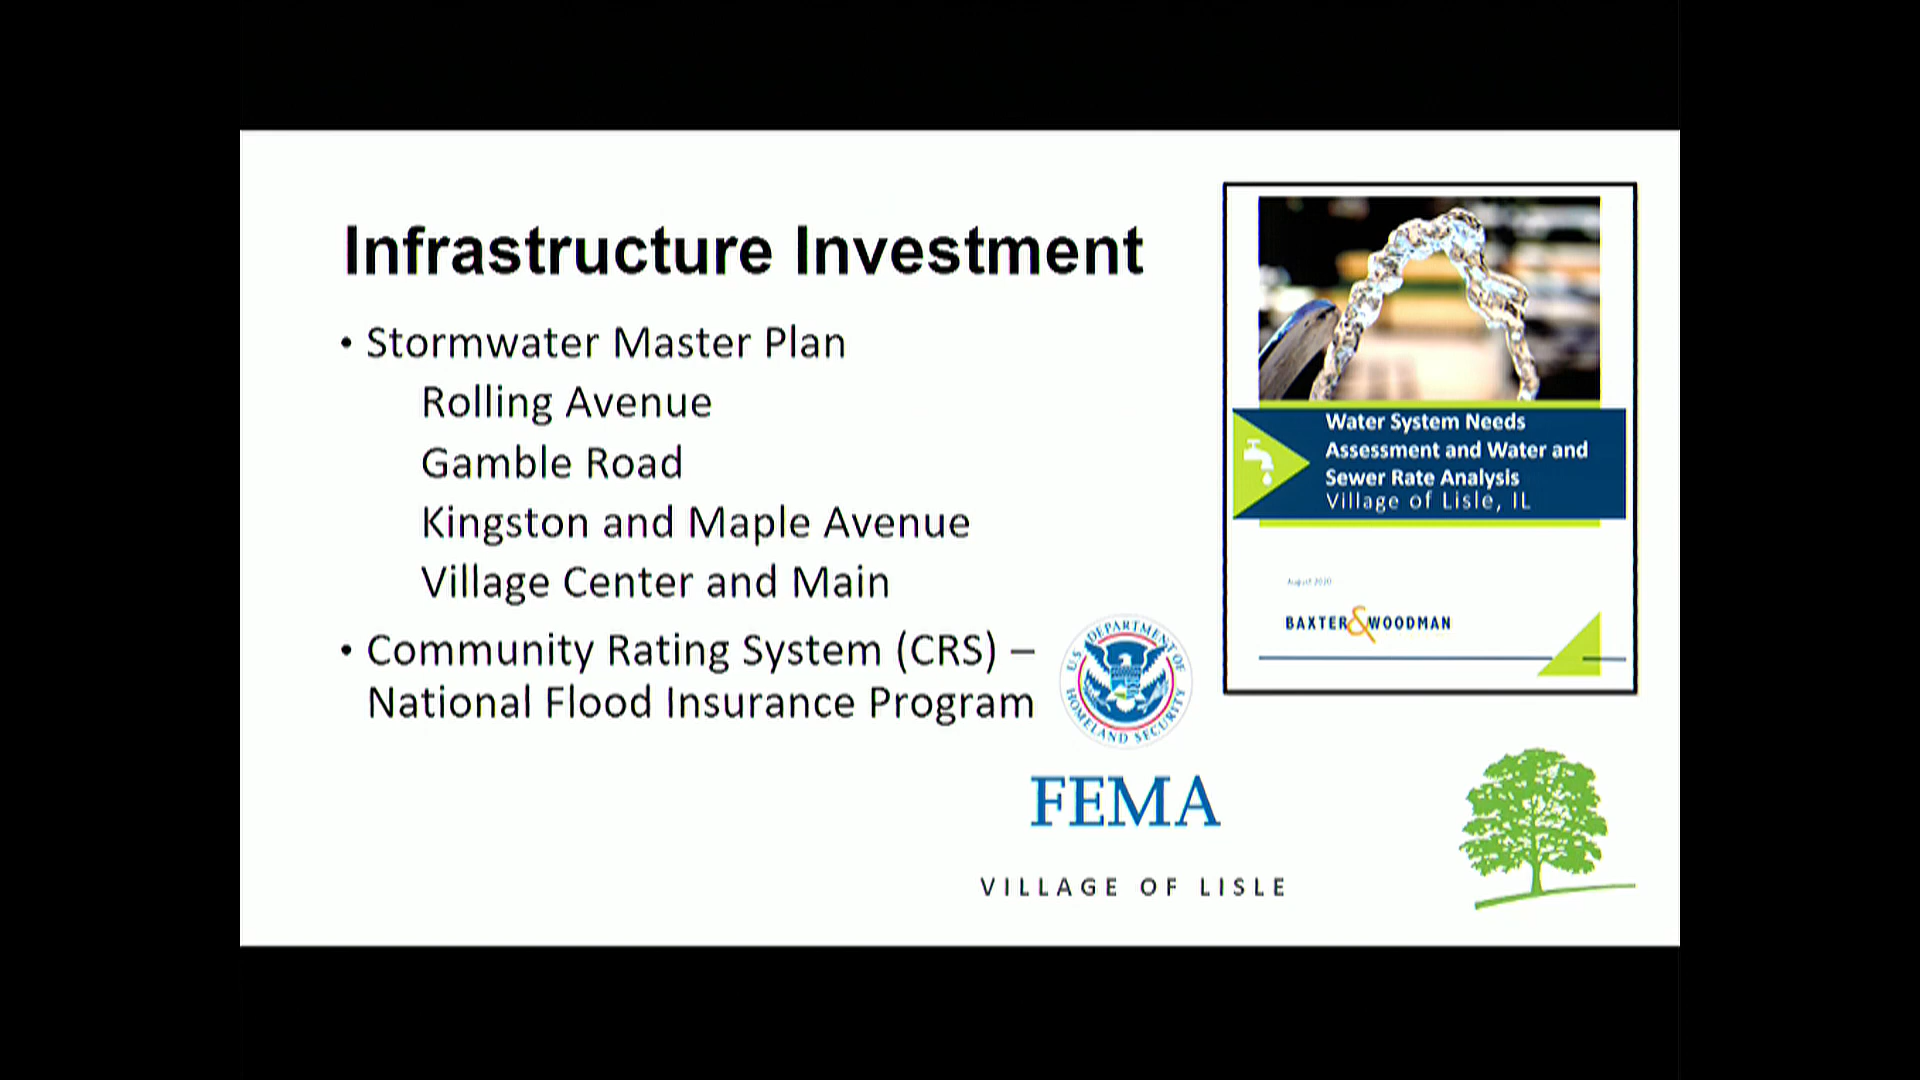 Infrastructure Investment
• Stormwater Master Plan
Rolling Avenue
Gamble Road
Kingston and Maple Avenue
Village Center and Main
• Community Rating System (CRS) –
National Flood Insurance Program
U.S. DEPARTMENT OF
HOMELAND SECURITY
FEMA
VILLAGE OF LISLE
Water System Needs
Assessment and Water and
Sewer Rate Analysis
Village of Lisle, IL
August 2020
BAXTER & WOODMAN